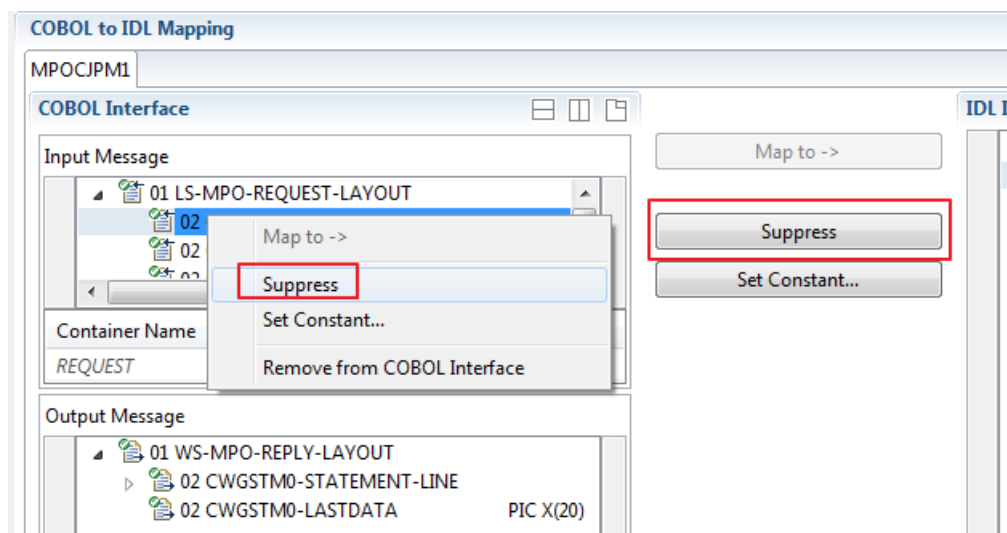 COBOL to IDL Mapping
MPOCJPM1
COBOL Interface
IDL
Input Message
Map to ->
01 LS-MPO-REQUEST-LAYOUT
02
Map to ->
Suppress
02
02
Suppress
Set Constant...
Set Constant...
Container Name
REQUEST
Remove from COBOL Interface
Output Message
01 WS-MPO-REPLY-LAYOUT
02 CWGSTM0-STATEMENT-LINE
02 CWGSTM0-LASTDATA PIC X(20)